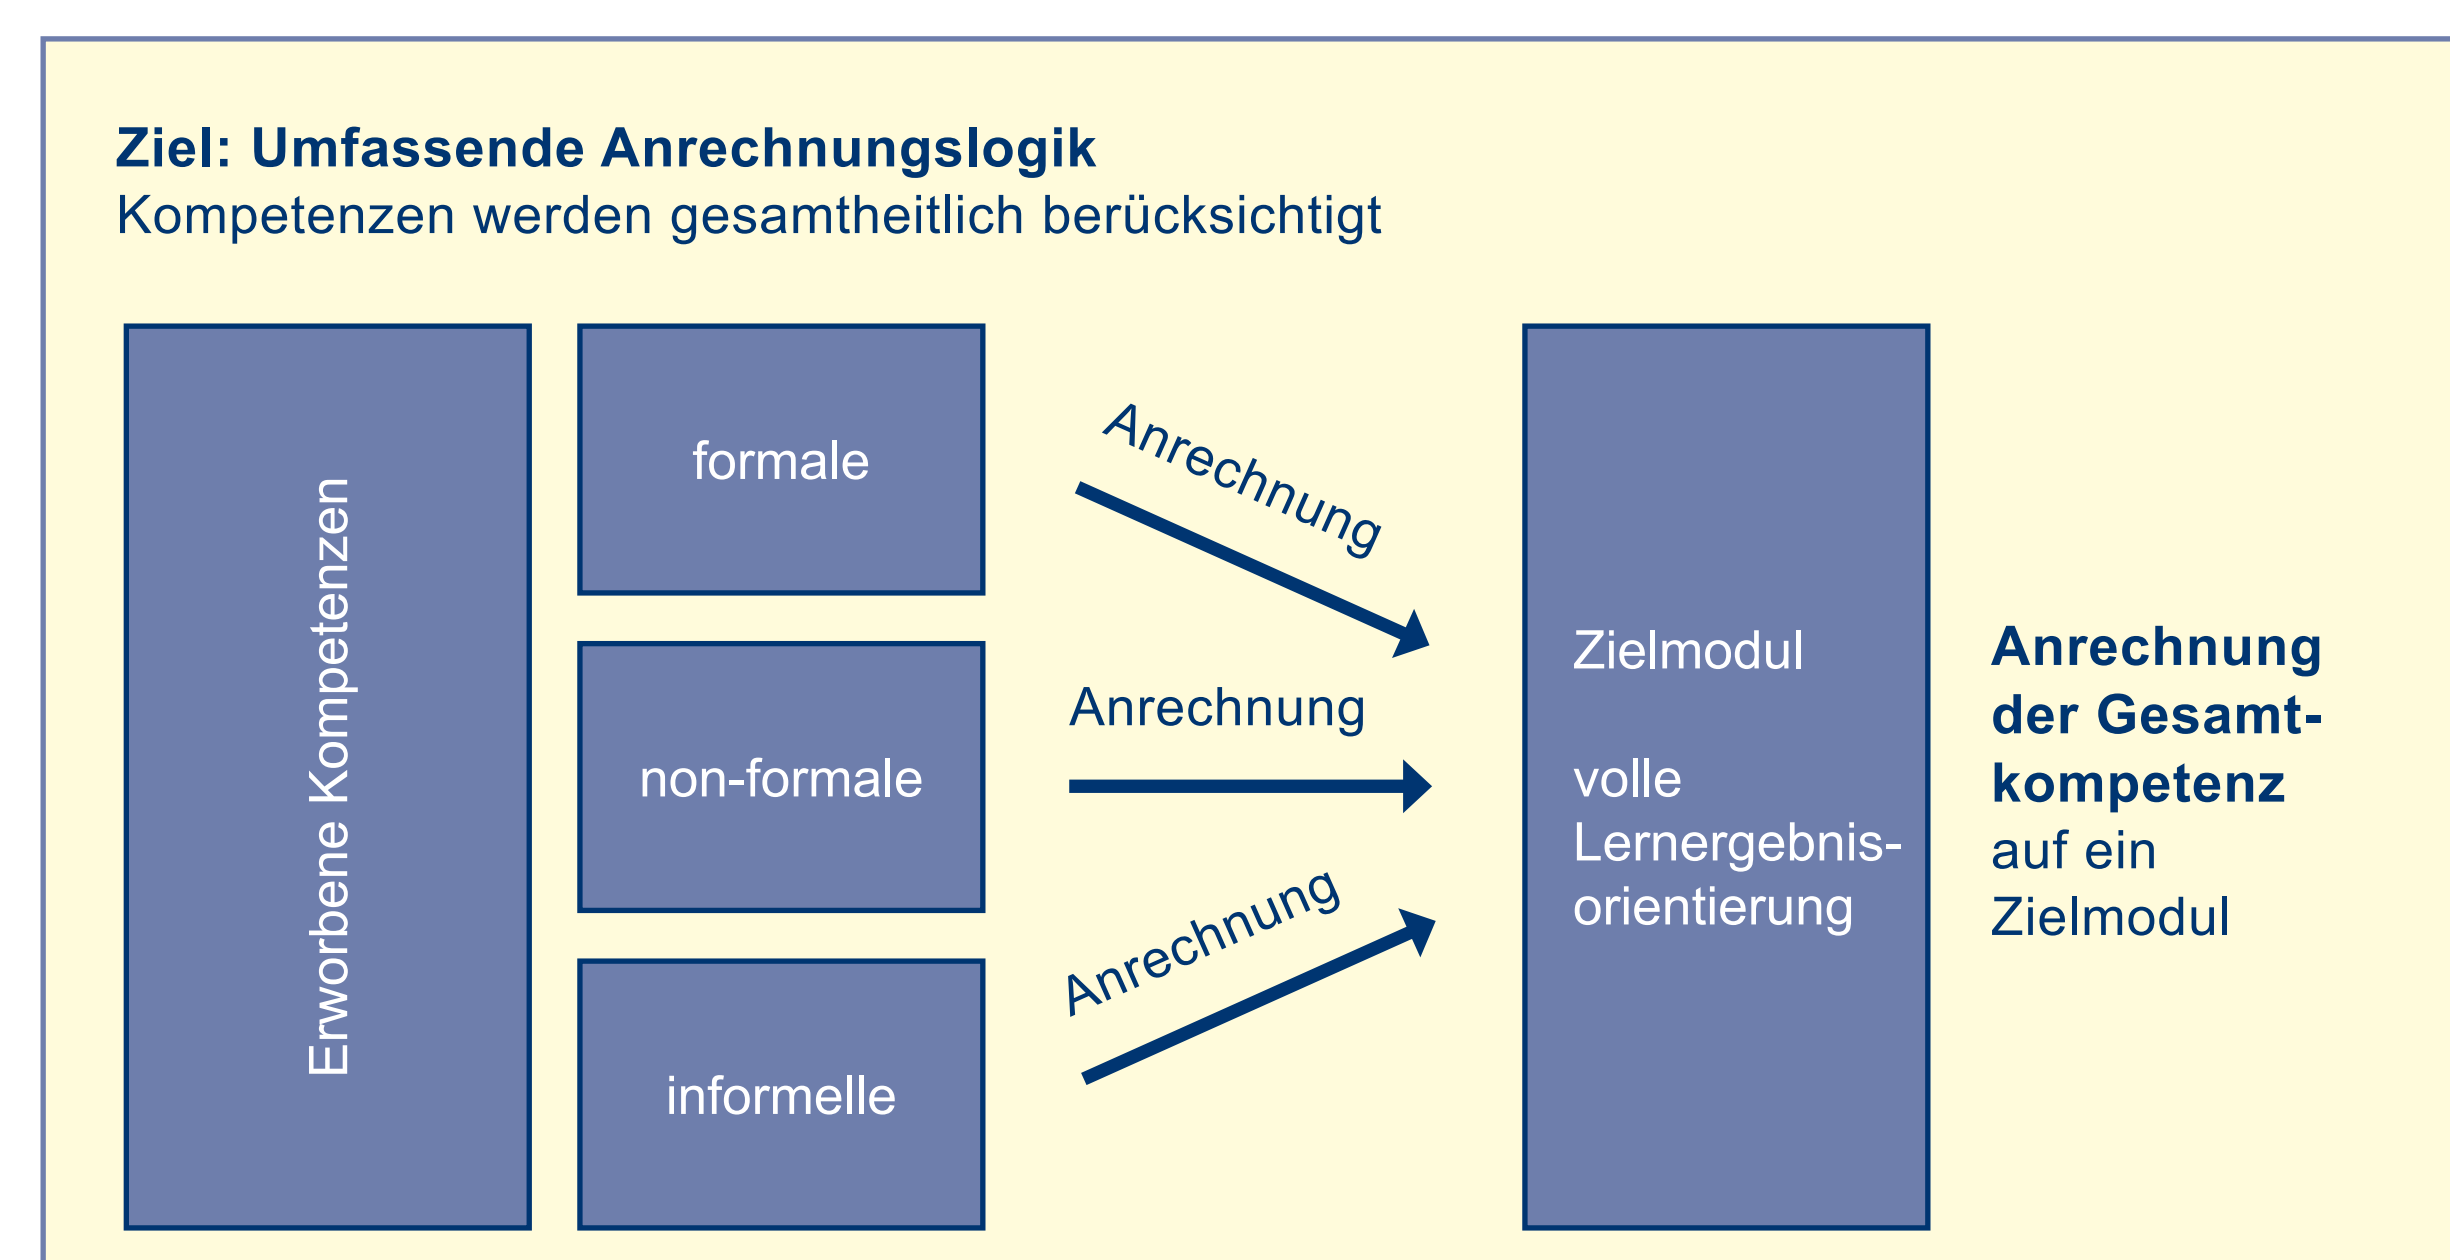 Ziel: Umfassende Anrechnungslogik
Kompetenzen werden gesamtheitlich berücksichtigt
Erworbene Kompetenzen
formale
non-formale
informelle
Anrechnung
Anrechnung
Anrechnung
Zielmodul
volle
Lernergebnis-
orientierung
Anrechnung
der Gesamt-
kompetenz
auf ein
Zielmodul